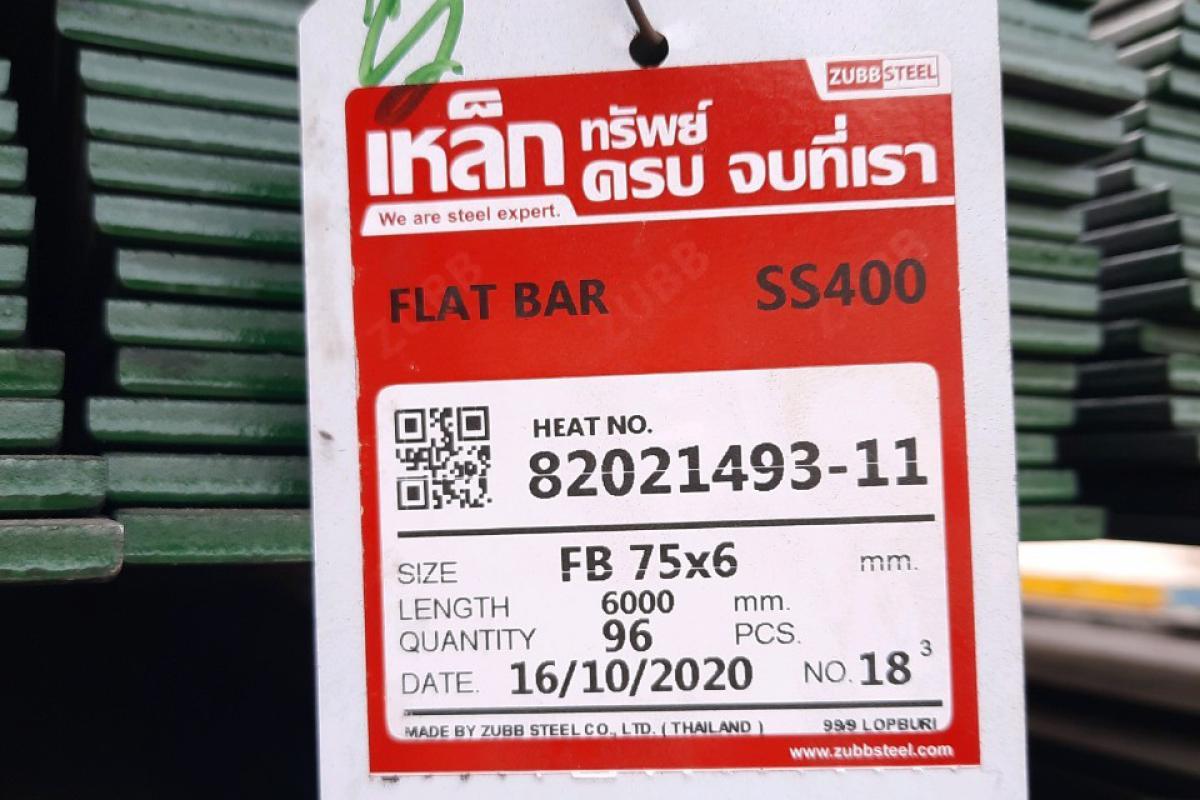 ZUBB STEEL
เหล็ก ทรัพย์ครบ จบที่เรา
We are steel expert.
FLAT BAR SS400
HEAT NO.
82021493-11
SIZE FB 75x6 mm.
LENGTH 6000 mm.
QUANTITY 96 PCS.
DATE. 16/10/2020 NO. 18 3
MADE BY ZUBB STEEL CO., LTD. ( THAILAND ) 99/9 LOPBURI
www.zubbsteel.com